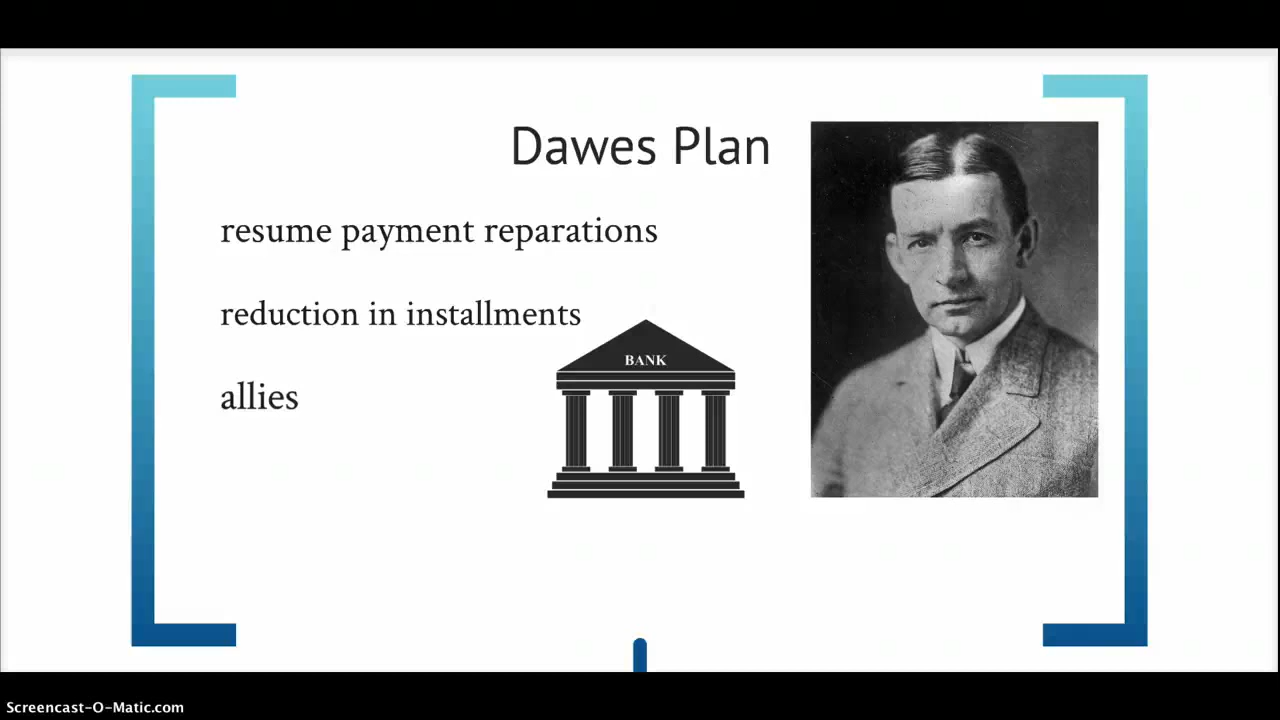 Dawes Plan
resume payment reparations
reduction in installments
BANK
allies
Screencast-O-Matic.com